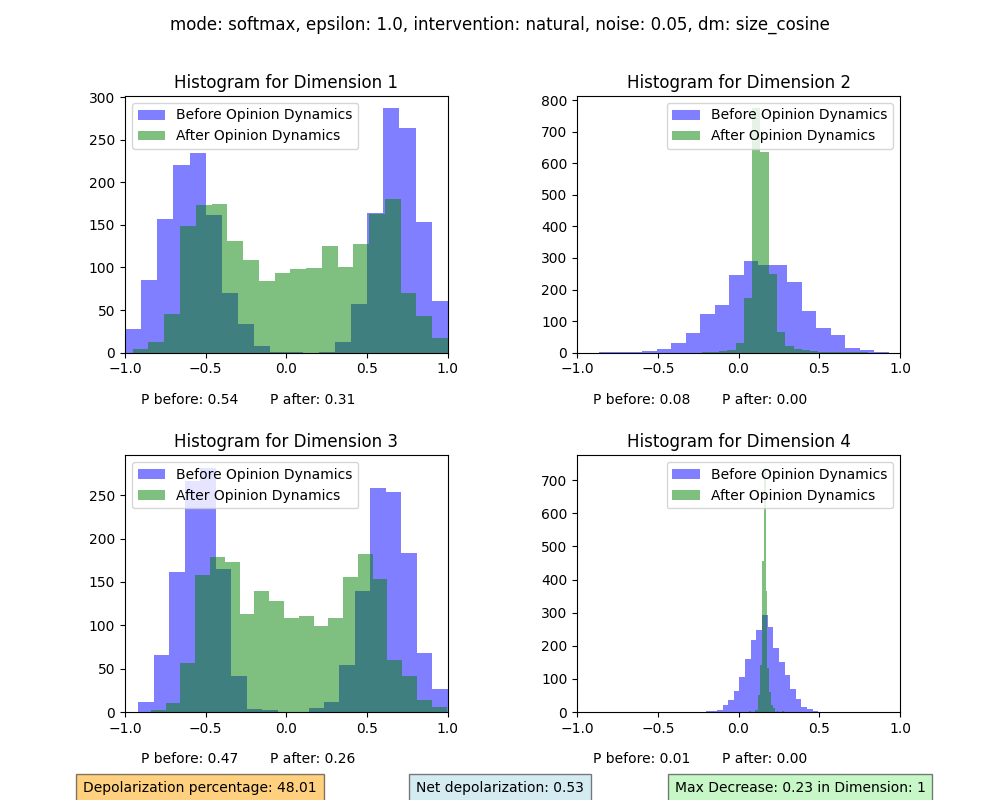 mode: softmax, epsilon: 1.0, intervention: natural, noise: 0.05, dm: size_cosine
Histogram for Dimension 1
Before Opinion Dynamics
After Opinion Dynamics
300
250
200
150
100
50
0
−1.0 −0.5 0.0 0.5 1.0
P before: 0.54 P after: 0.31
Histogram for Dimension 2
Before Opinion Dynamics
After Opinion Dynamics
800
700
600
500
400
300
200
100
0
−1.0 −0.5 0.0 0.5 1.0
P before: 0.08 P after: 0.00
Histogram for Dimension 3
Before Opinion Dynamics
After Opinion Dynamics
250
200
150
100
50
0
−1.0 −0.5 0.0 0.5 1.0
P before: 0.47 P after: 0.26
Histogram for Dimension 4
Before Opinion Dynamics
After Opinion Dynamics
700
600
500
400
300
200
100
0
−1.0 −0.5 0.0 0.5 1.0
P before: 0.01 P after: 0.00
Depolarization percentage: 48.01
Net depolarization: 0.53
Max Decrease: 0.23 in Dimension: 1